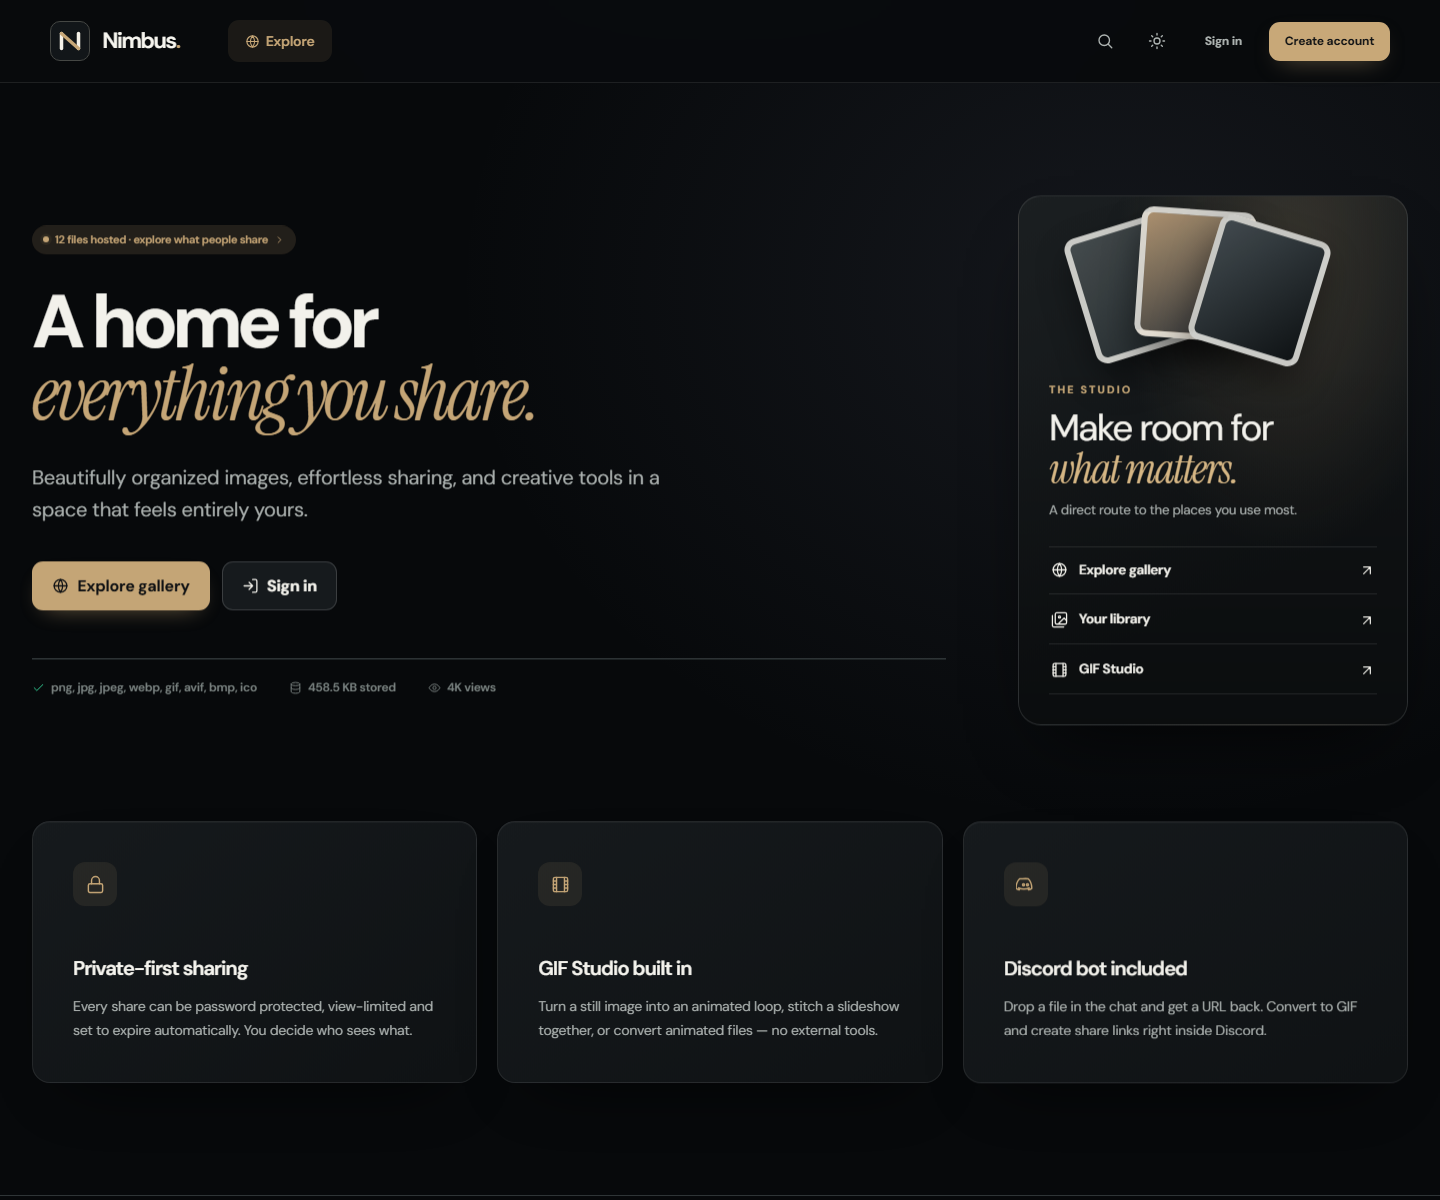 Nimbus.
Explore
Sign in
Create account
12 files hosted · explore what people share
A home for
everything you share.
Beautifully organized images, effortless sharing, and creative tools in a
space that feels entirely yours.
Explore gallery
Sign in
png, jpg, jpeg, webp, gif, avif, bmp, ico
458.5 KB stored
4K views
THE STUDIO
Make room for
what matters.
A direct route to the places you use most.
Explore gallery
Your library
GIF Studio
Private-first sharing
Every share can be password protected, view-limited and
set to expire automatically. You decide who sees what.
GIF Studio built in
Turn a still image into an animated loop, stitch a slideshow
together, or convert animated files — no external tools.
Discord bot included
Drop a file in the chat and get a URL back. Convert to GIF
and create share links right inside Discord.